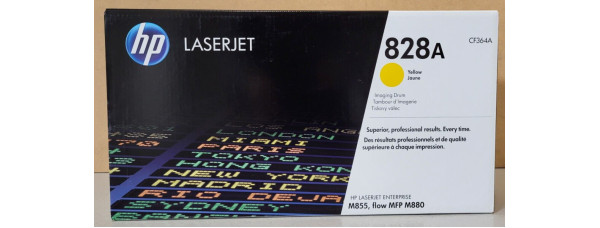 hp
LASERJET
828A
CF364A
Yellow
Jaune
Imaging Drum
Tambour d'imagerie
Superior, professional results. Every time.
Des résultats professionnels et de qualité
supérieure à chaque impression.
LONDON
MIAMI
PARIS
TOKYO
HONG KONG
NEW YORK
MADRID
RIO DE JA
HP LASERJET ENTERPRISE
M855, flow MFP M880